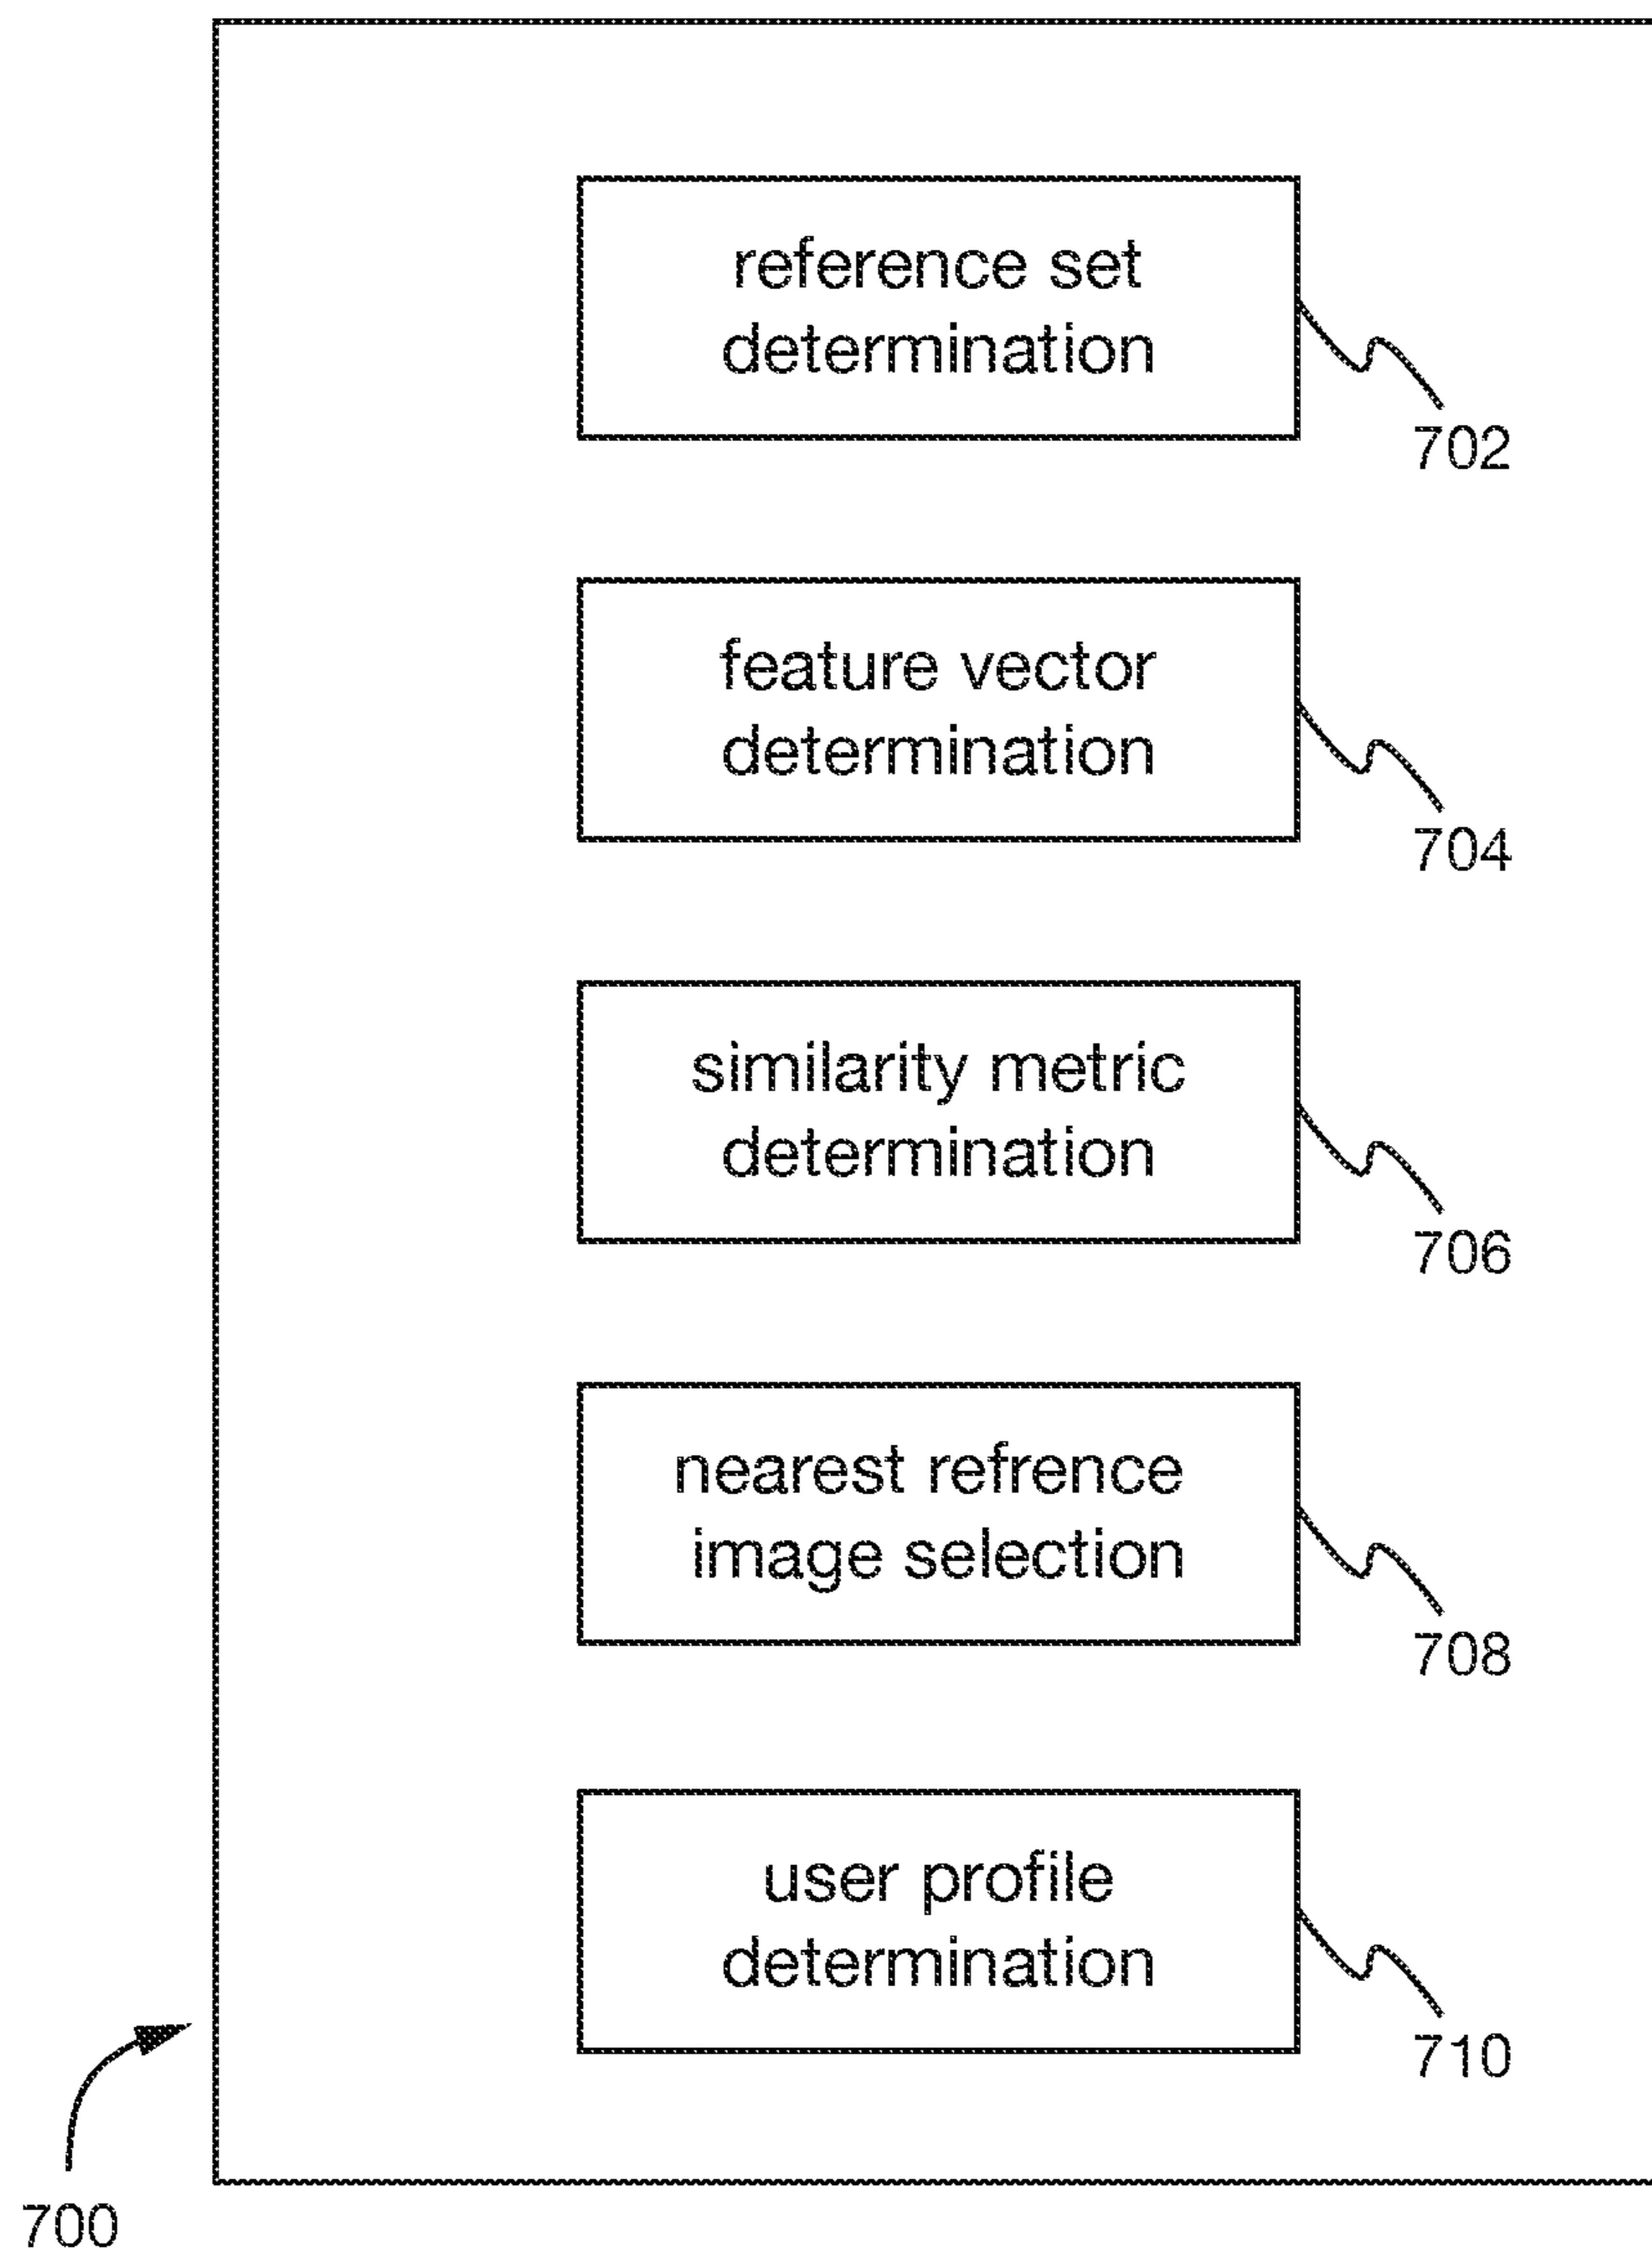 reference set
determination
702
feature vector
determination
704
similarity metric
determination
706
nearest refrence
image selection
708
user profile
determination
710
700